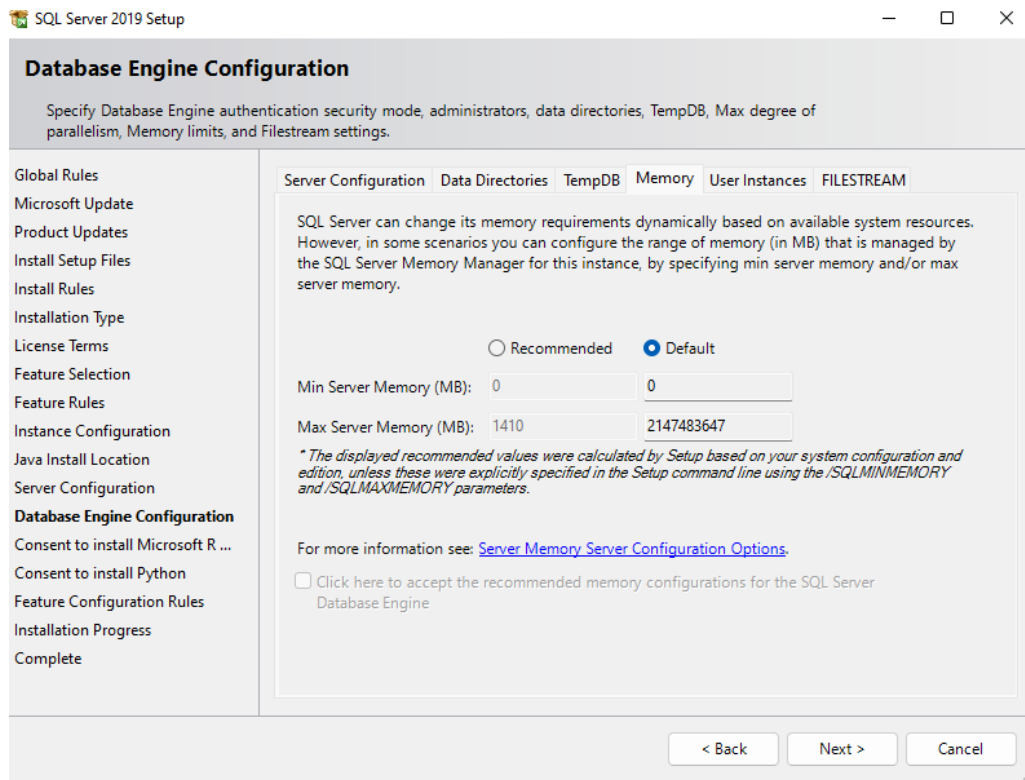 SQL Server 2019 Setup
Database Engine Configuration
Specify Database Engine authentication security mode, administrators, data directories, TempDB, Max degree of
parallelism, Memory limits, and Filestream settings.
Global Rules
Microsoft Update
Product Updates
Install Setup Files
Install Rules
Installation Type
License Terms
Feature Selection
Feature Rules
Instance Configuration
Java Install Location
Server Configuration
Database Engine Configuration
Consent to install Microsoft R ...
Consent to install Python
Feature Configuration Rules
Installation Progress
Complete
Server Configuration Data Directories TempDB Memory User Instances FILESTREAM
SQL Server can change its memory requirements dynamically based on available system resources.
However, in some scenarios you can configure the range of memory (in MB) that is managed by
the SQL Server Memory Manager for this instance, by specifying min server memory and/or max
server memory.
Recommended Default
Min Server Memory (MB): 0 0
Max Server Memory (MB): 1410 2147483647
* The displayed recommended values were calculated by Setup based on your system configuration and
edition, unless these were explicitly specified in the Setup command line using the /SQLMINMEMORY
and /SQLMAXMEMORY parameters.
For more information see: Server Memory Server Configuration Options.
Click here to accept the recommended memory configurations for the SQL Server
Database Engine
< Back Next > Cancel